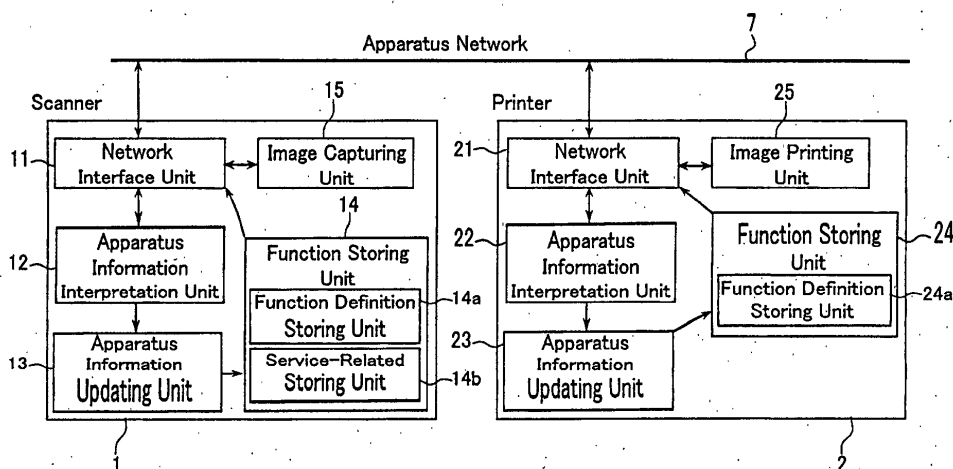 7
Apparatus Network
Scanner
15
Printer
25
11
Network
Interface Unit
Image Capturing
Unit
21
Network
Interface Unit
Image Printing
Unit
14
12
Apparatus
Information
Interpretation Unit
Function Storing
Unit
Function Definition
Storing Unit
14a
Service-Related
Storing Unit
14b
13
Apparatus
Information
Updating Unit
22
Apparatus
Information
Interpretation Unit
Function Storing
Unit
24
Function Definition
Storing Unit
24a
23
Apparatus
Information
Updating Unit
1
2